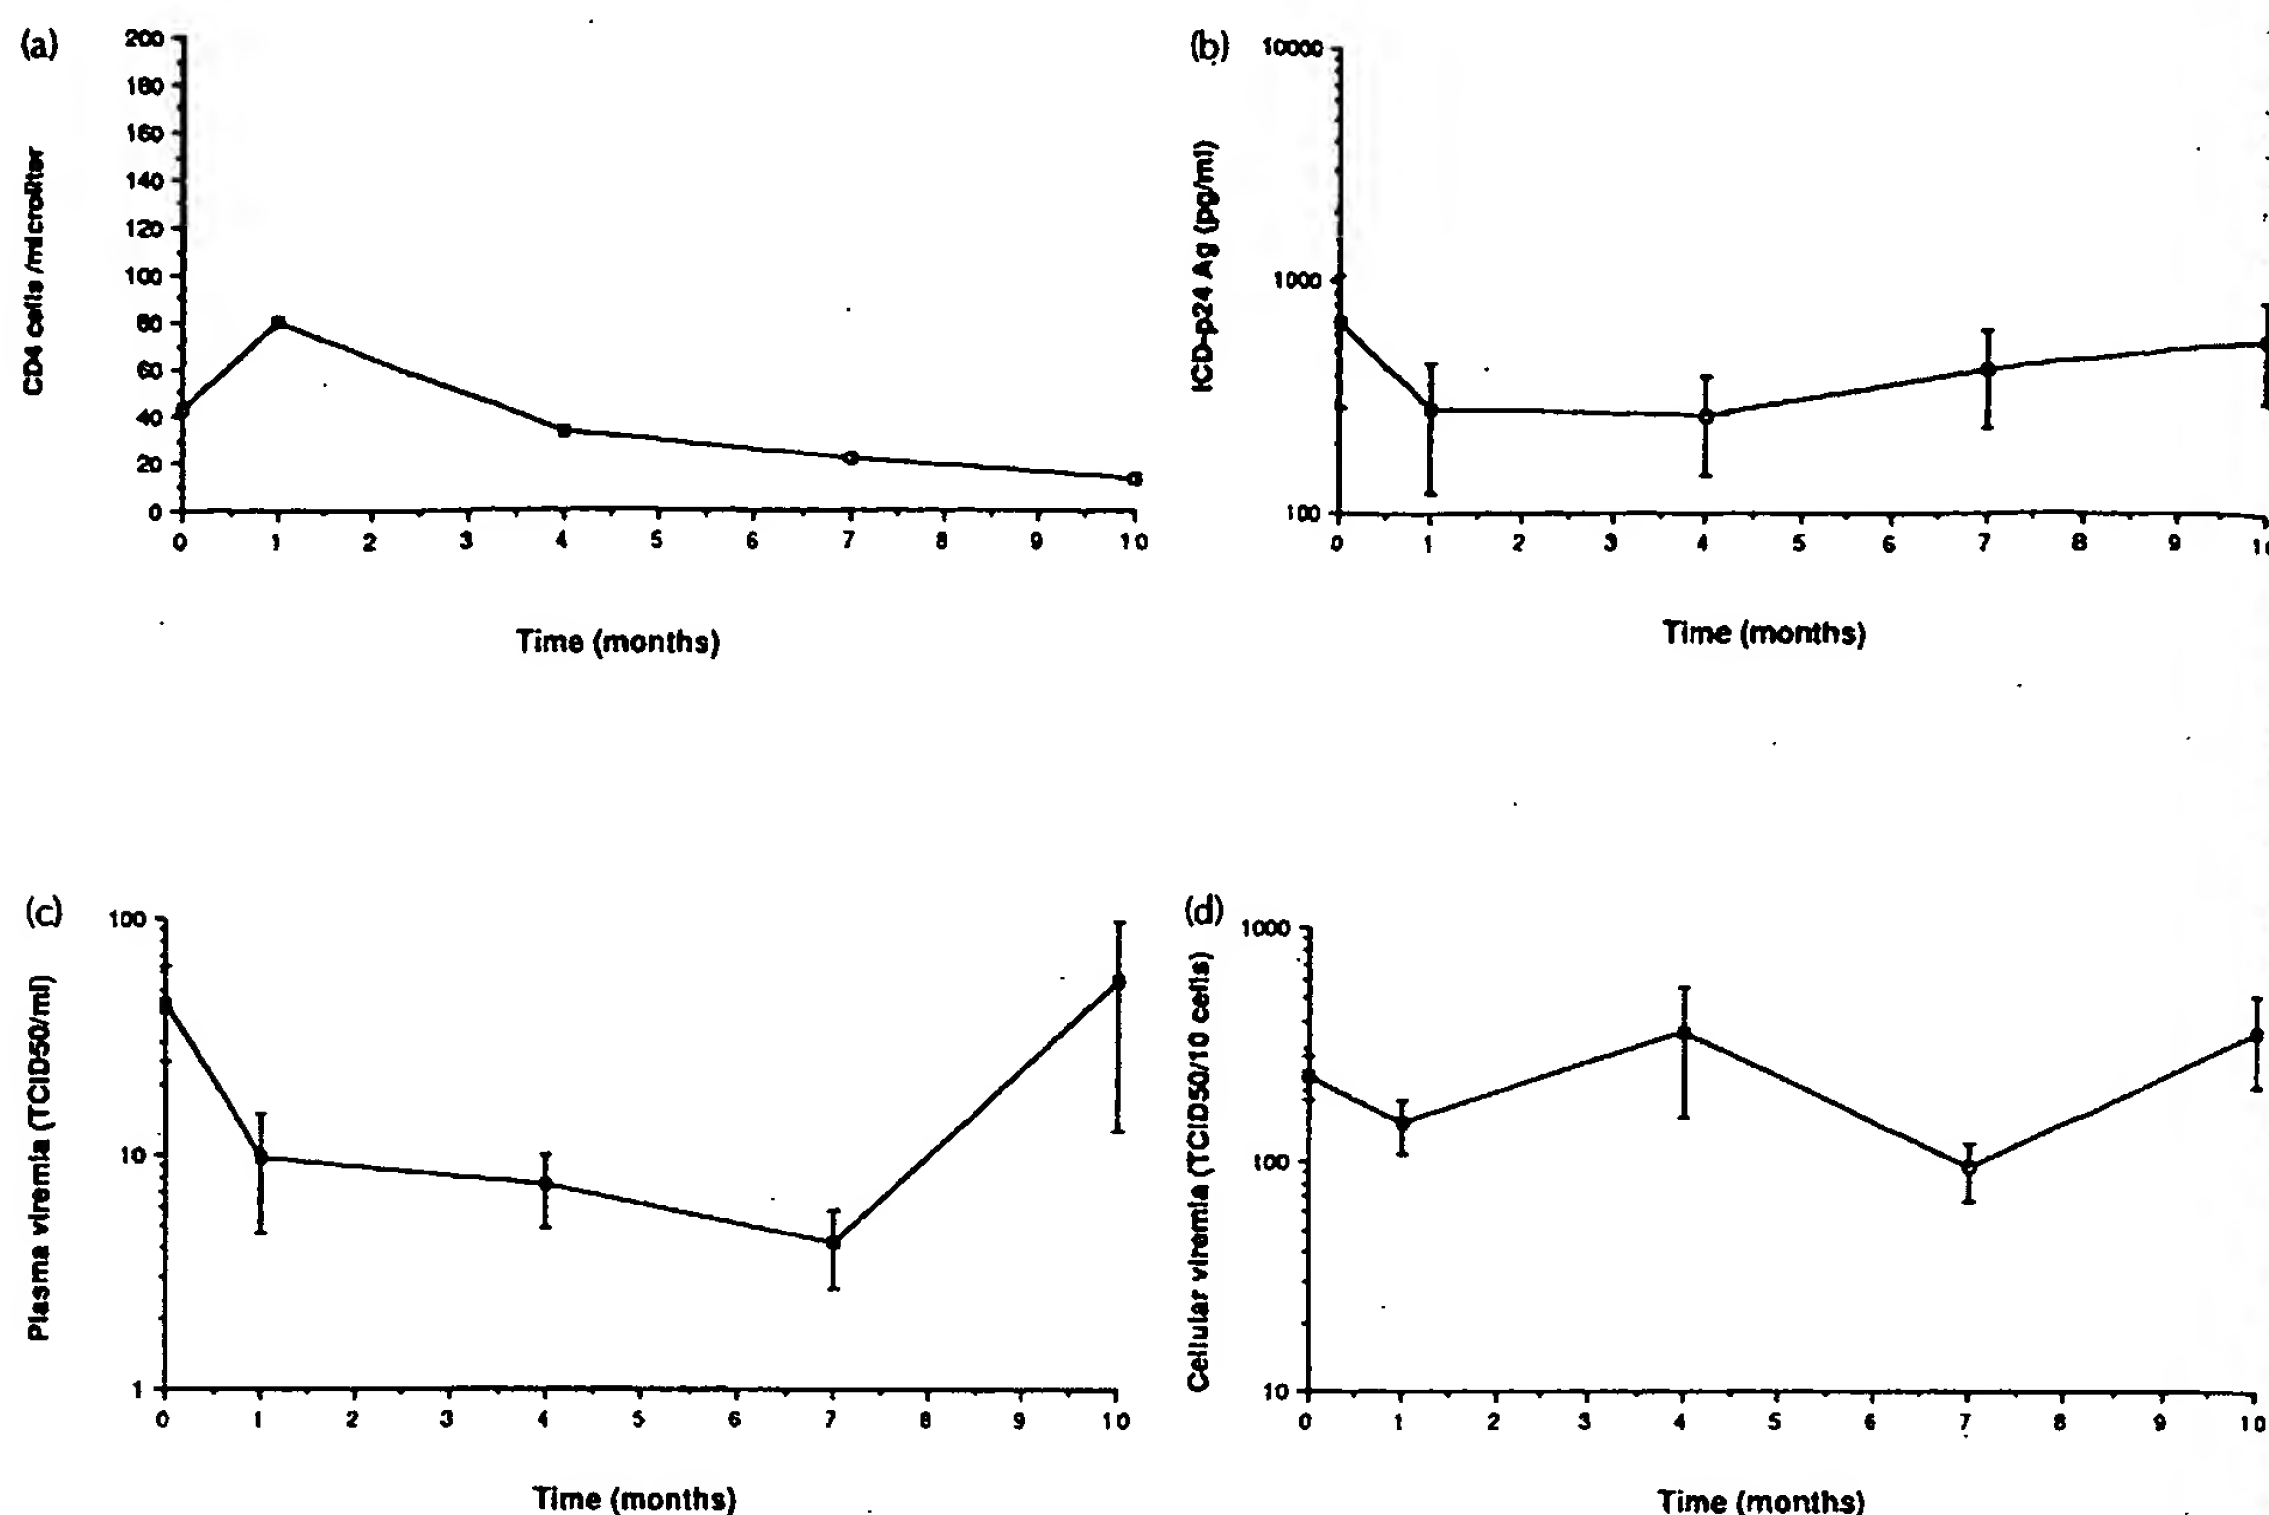 (a)
200
180
160
140
120
100
80
60
40
20
0
CD4 cells /microliter
0 1 2 3 4 5 6 7 8 9 10
Time (months)
(b)
10000
1000
100
ICD-p24 Ag (pg/ml)
0 1 2 3 4 5 6 7 8 9
Time (months)
(c)
100
10
1
Plasma viremia (TCID50/ml)
0 1 2 3 4 5 6 7 8 9 10
Time (months)
(d)
1000
100
10
Cellular viremia (TCID50/10 cells)
0 1 2 3 4 5 6 7 8 9 10
Time (months)